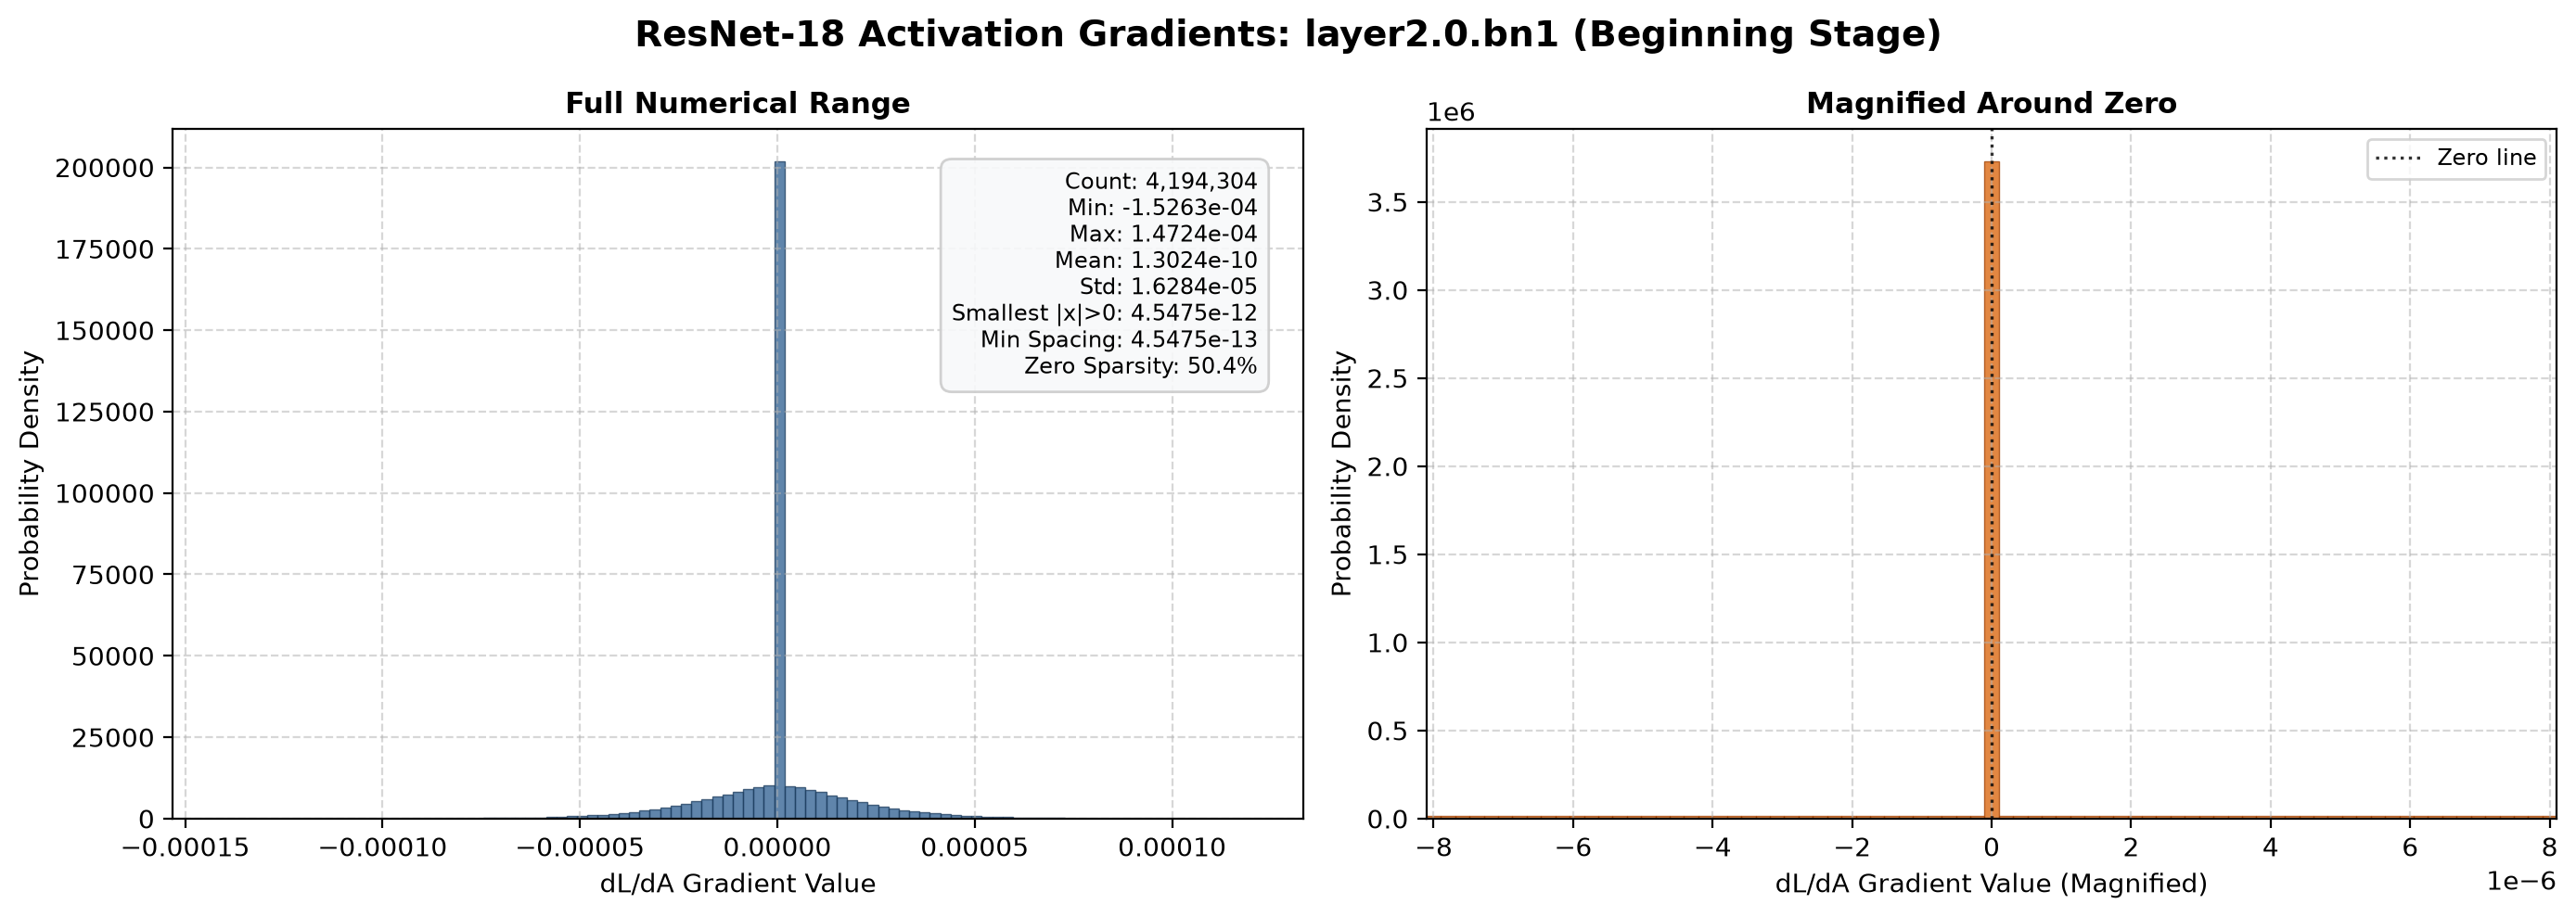 ResNet-18 Activation Gradients: layer2.0.bn1 (Beginning Stage)
Full Numerical Range
Probability Density
200000
175000
150000
125000
100000
75000
50000
25000
0
Count: 4,194,304
Min: -1.5263e-04
Max: 1.4724e-04
Mean: 1.3024e-10
Std: 1.6284e-05
Smallest |x|>0: 4.5475e-12
Min Spacing: 4.5475e-13
Zero Sparsity: 50.4%
−0.00015 −0.00010 −0.00005 0.00000 0.00005 0.00010
dL/dA Gradient Value
Magnified Around Zero
1e6
Probability Density
3.5
3.0
2.5
2.0
1.5
1.0
0.5
0.0
Zero line
−8 −6 −4 −2 0 2 4 6 8
1e−6
dL/dA Gradient Value (Magnified)